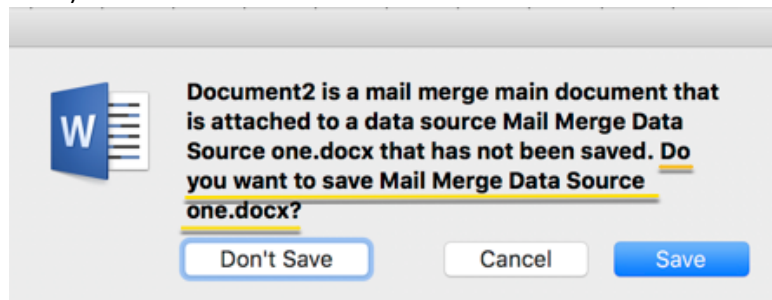 Document2 is a mail merge main document that
is attached to a data source Mail Merge Data
Source one.docx that has not been saved. Do
you want to save Mail Merge Data Source
one.docx?
W
Don't Save Cancel Save